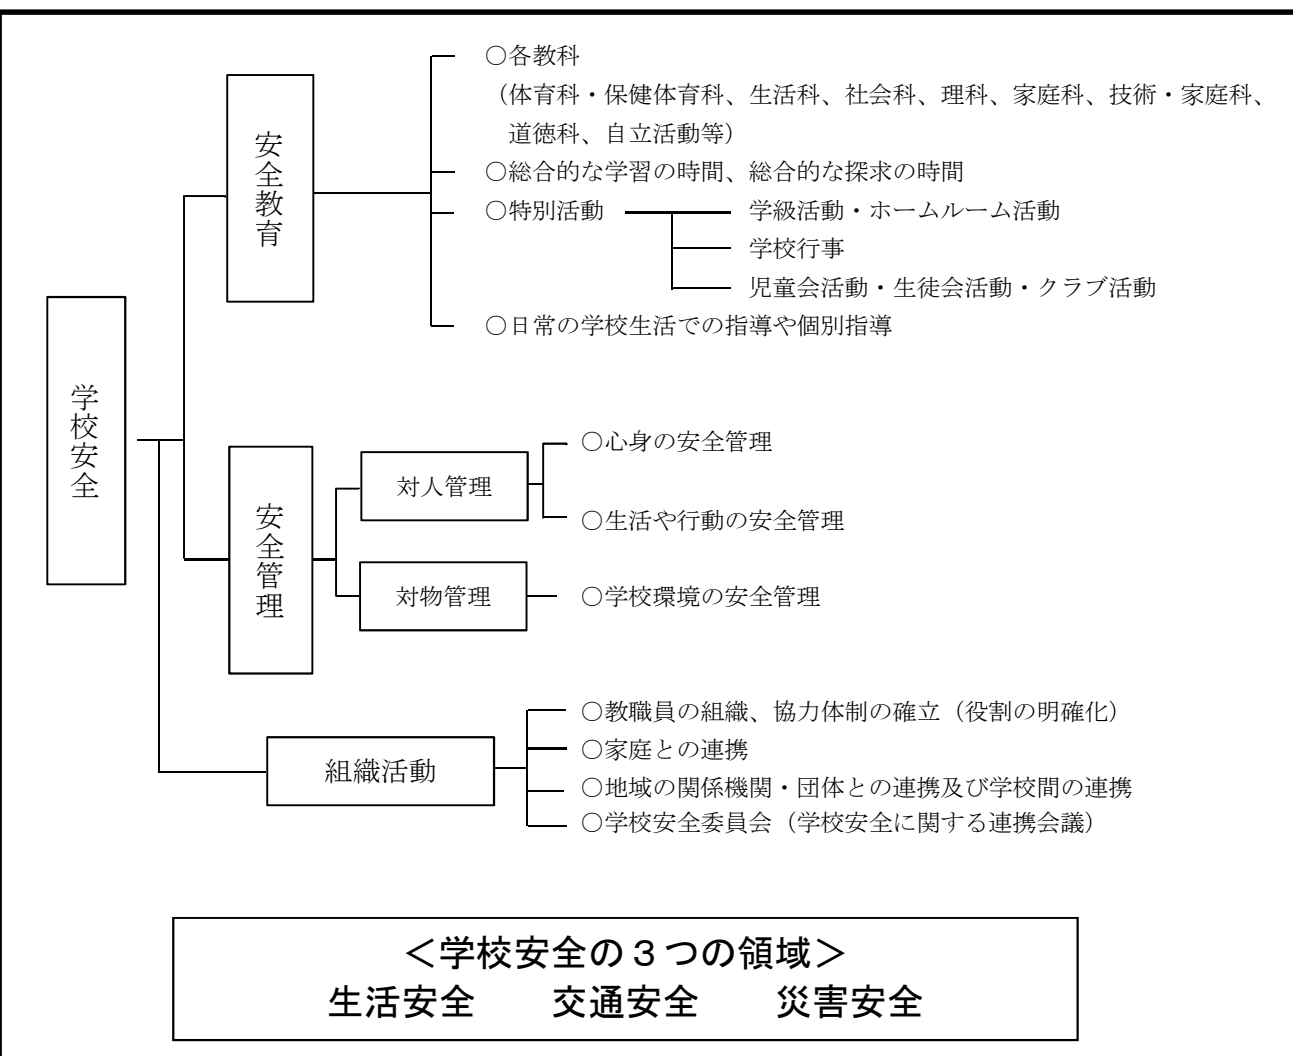 学校安全
安全教育
○各教科
（体育科・保健体育科、生活科、社会科、理科、家庭科、技術・家庭科、
道徳科、自立活動等）
○総合的な学習の時間、総合的な探求の時間
○特別活動
学級活動・ホームルーム活動
学校行事
児童会活動・生徒会活動・クラブ活動
○日常の学校生活での指導や個別指導
安全管理
対人管理
○心身の安全管理
○生活や行動の安全管理
対物管理
○学校環境の安全管理
組織活動
○教職員の組織、協力体制の確立（役割の明確化）
○家庭との連携
○地域の関係機関・団体との連携及び学校間の連携
○学校安全委員会（学校安全に関する連携会議）
＜学校安全の３つの領域＞
生活安全　　交通安全　　災害安全